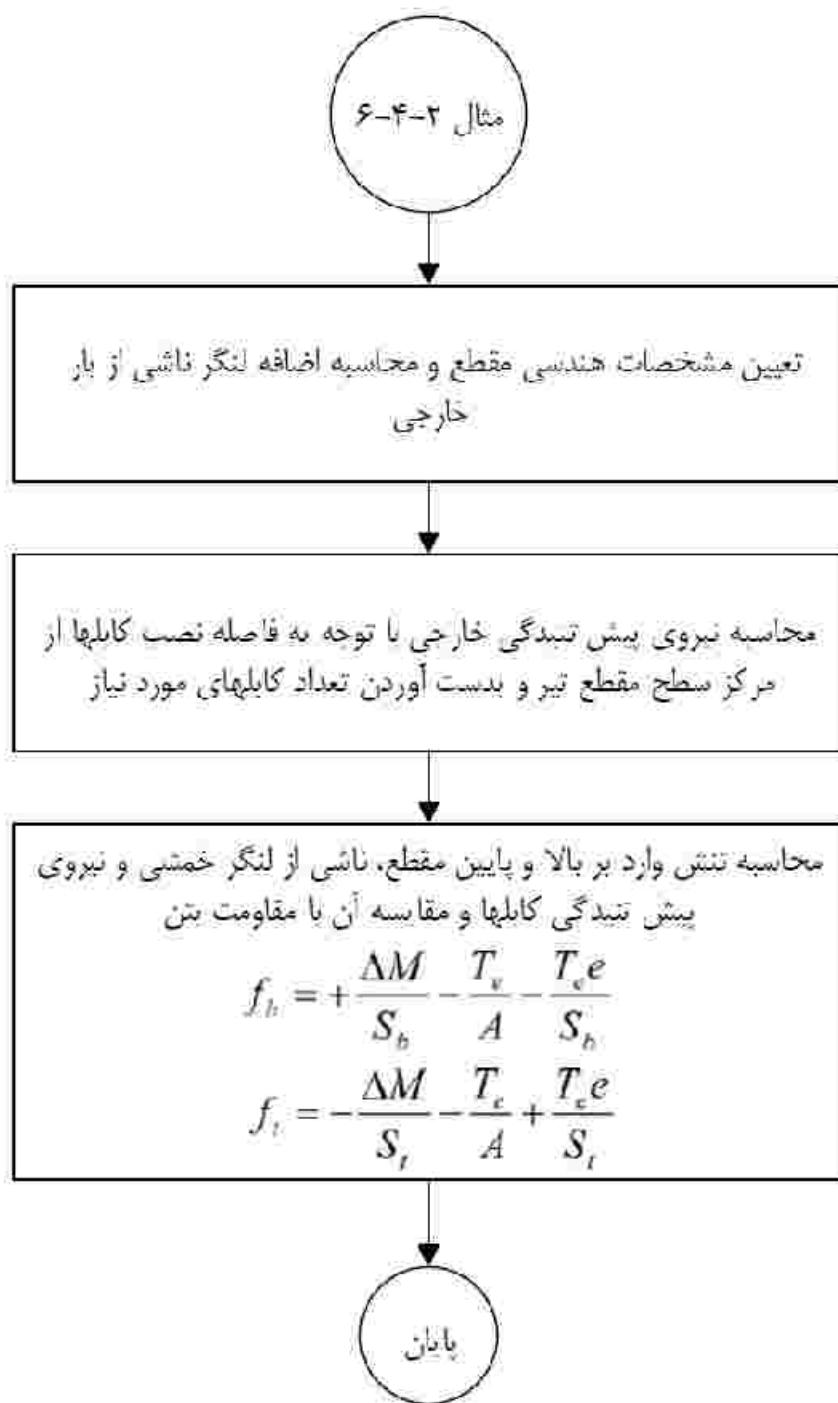 مثال ۲-۴-۶
تعیین مشخصات هندسی مقطع و محاسبه اضافه لنگر ناشی از بار
خارجی
محاسبه نیروی پیش تنیدگی خارجی با توجه به فاصله نصب کابلها از
مرکز سطح مقطع تیر و بدست آوردن تعداد کابلهای مورد نیاز
محاسبه تنش وارد بر بالا و پایین مقطع، ناشی از لنگر خمشی و نیروی
پیش تنیدگی کابلها و مقایسه آن با مقاومت بتن
f_b = + ΔM/S_b − T_e/A − T_e e/S_b
f_t = − ΔM/S_t − T_e/A + T_e e/S_t
پایان